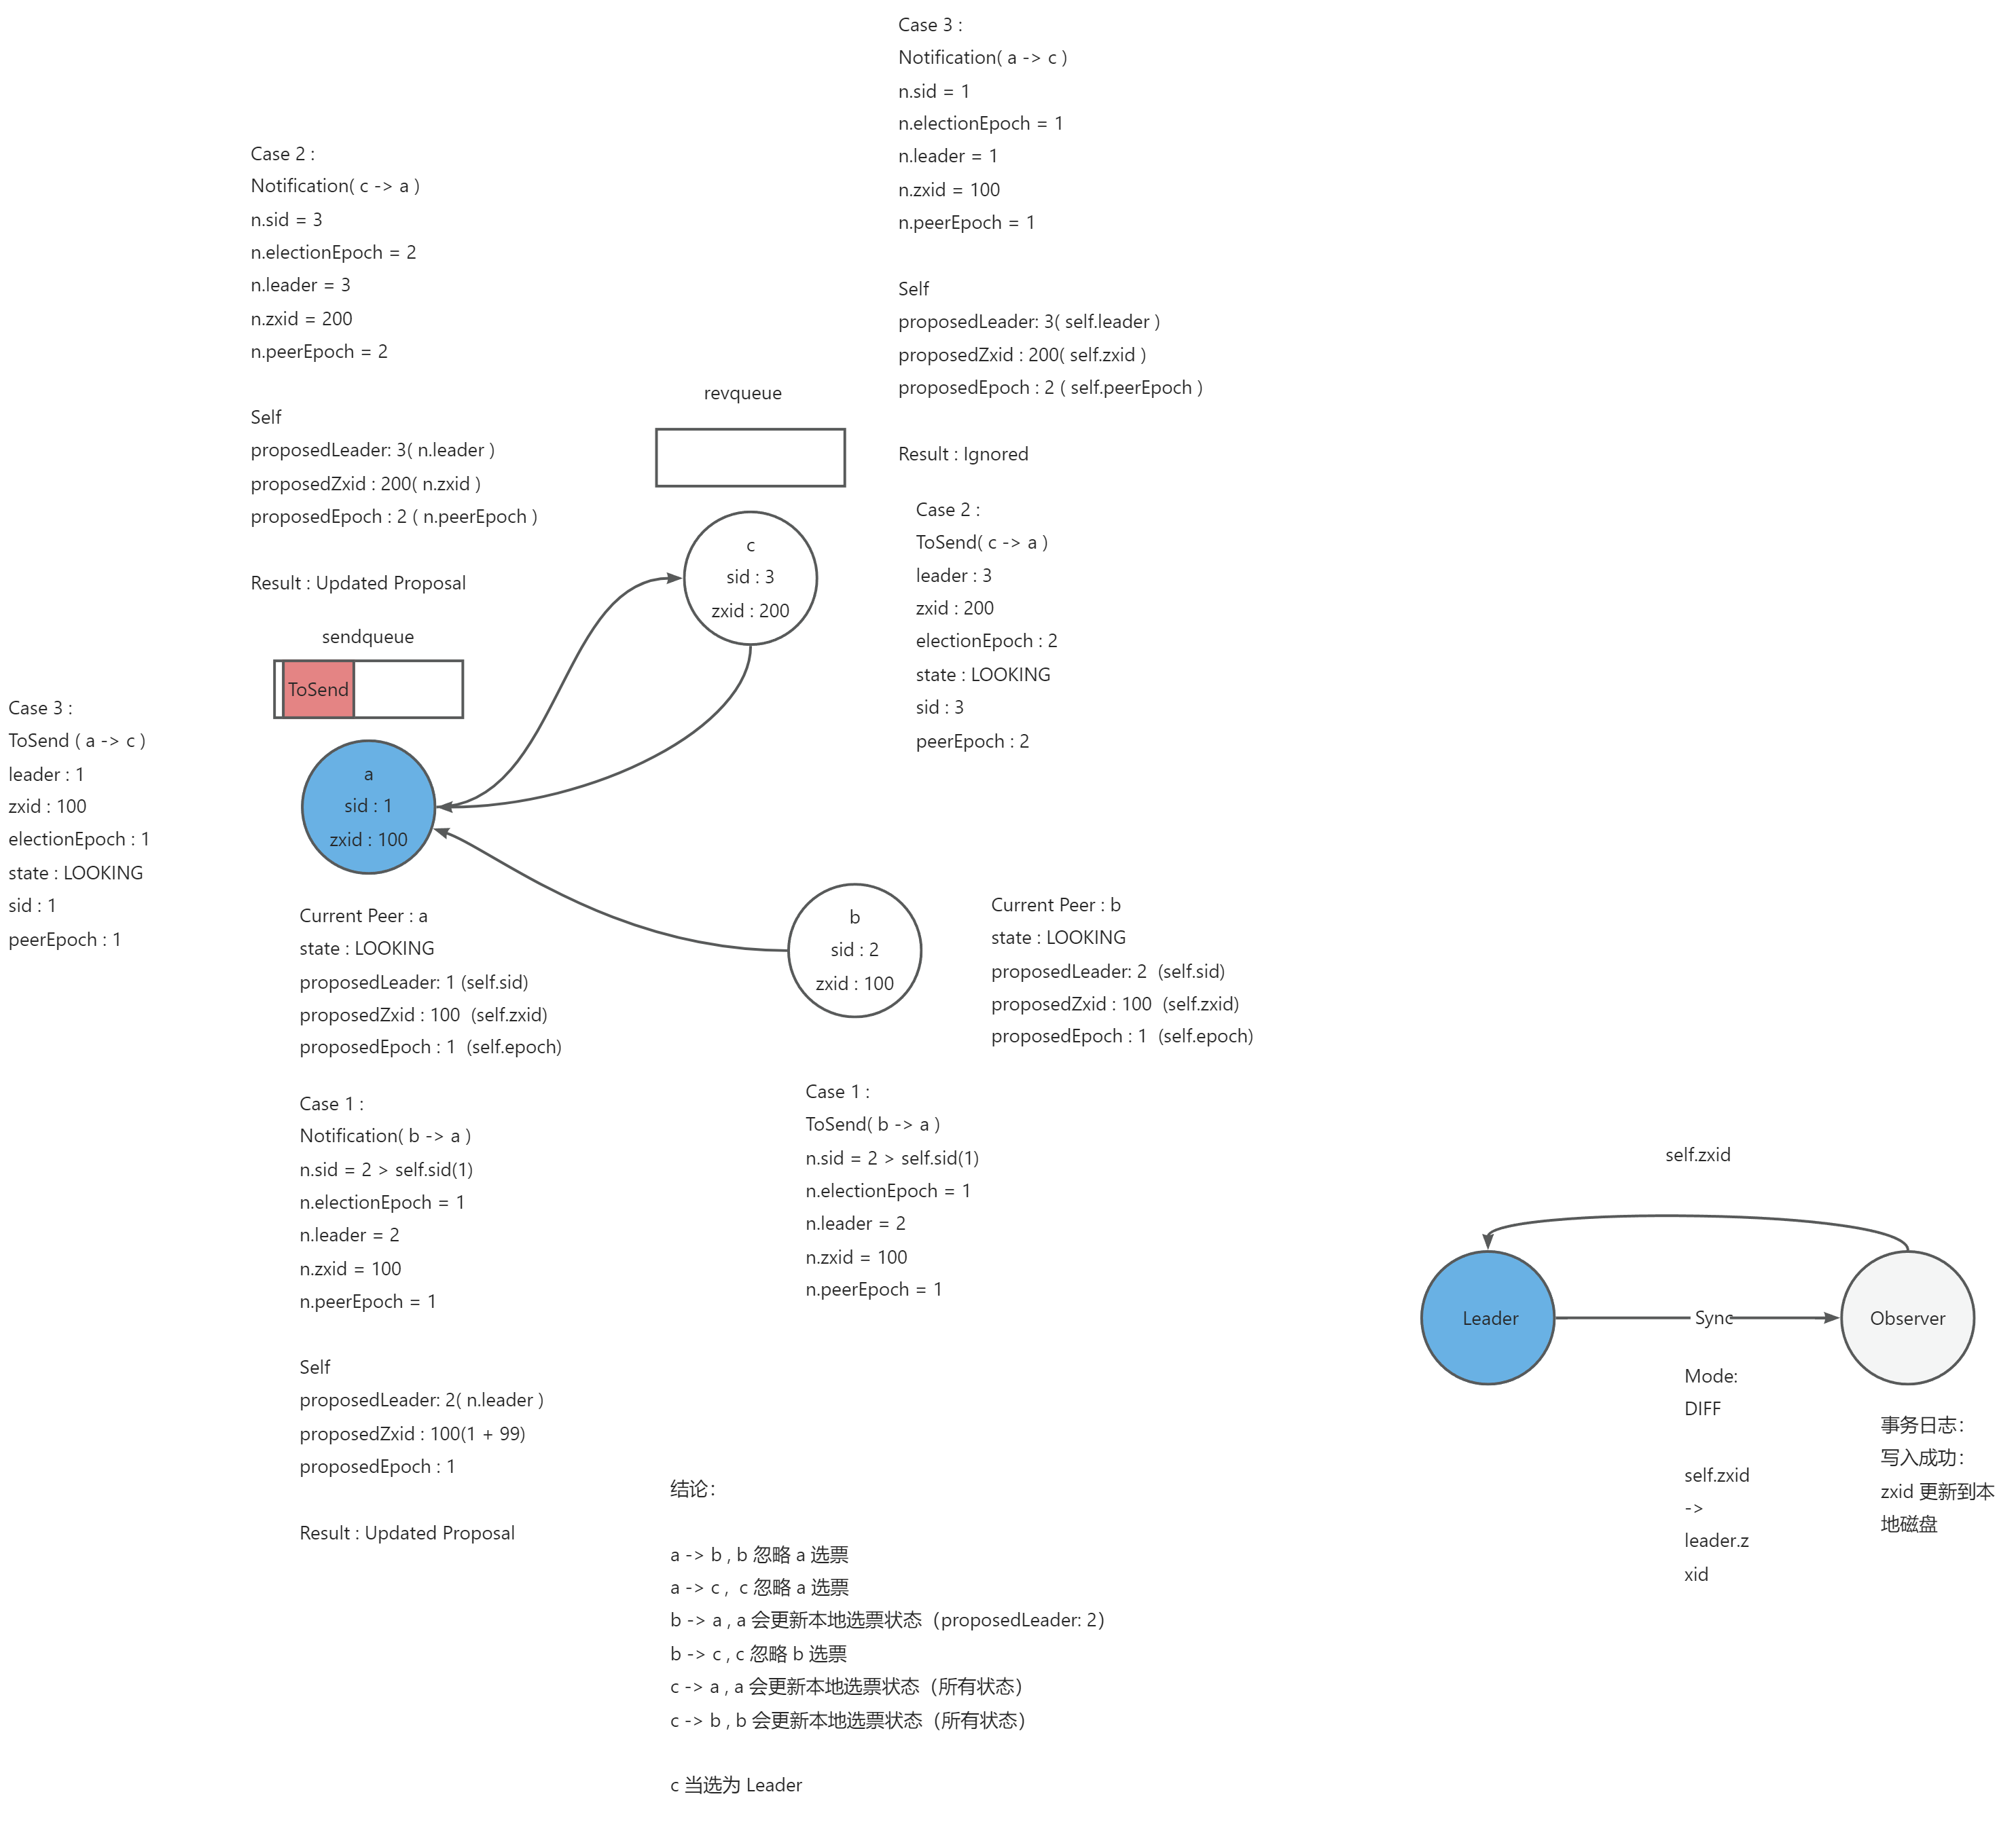 Case 3 :
Notification( a -> c )
n.sid = 1
n.electionEpoch = 1
n.leader = 1
n.zxid = 100
n.peerEpoch = 1
Self
proposedLeader: 3( self.leader )
proposedZxid : 200( self.zxid )
proposedEpoch : 2 ( self.peerEpoch )
Result : Ignored
Case 2 :
Notification( c -> a )
n.sid = 3
n.electionEpoch = 2
n.leader = 3
n.zxid = 200
n.peerEpoch = 2
Self
proposedLeader: 3( n.leader )
proposedZxid : 200( n.zxid )
proposedEpoch : 2 ( n.peerEpoch )
Result : Updated Proposal
revqueue
c
sid : 3
zxid : 200
Case 2 :
ToSend( c -> a )
leader : 3
zxid : 200
electionEpoch : 2
state : LOOKING
sid : 3
peerEpoch : 2
sendqueue
ToSend
Case 3 :
ToSend ( a -> c )
leader : 1
zxid : 100
electionEpoch : 1
state : LOOKING
sid : 1
peerEpoch : 1
a
sid : 1
zxid : 100
Current Peer : a
state : LOOKING
proposedLeader: 1 (self.sid)
proposedZxid : 100 (self.zxid)
proposedEpoch : 1 (self.epoch)
b
sid : 2
zxid : 100
Current Peer : b
state : LOOKING
proposedLeader: 2 (self.sid)
proposedZxid : 100 (self.zxid)
proposedEpoch : 1 (self.epoch)
Case 1 :
Notification( b -> a )
n.sid = 2 > self.sid(1)
n.electionEpoch = 1
n.leader = 2
n.zxid = 100
n.peerEpoch = 1
Self
proposedLeader: 2( n.leader )
proposedZxid : 100(1 + 99)
proposedEpoch : 1
Result : Updated Proposal
Case 1 :
ToSend( b -> a )
n.sid = 2 > self.sid(1)
n.electionEpoch = 1
n.leader = 2
n.zxid = 100
n.peerEpoch = 1
self.zxid
Leader
Sync
Observer
Mode:
DIFF
self.zxid
->
leader.z
xid
事务日志：
写入成功：
zxid 更新到本
地磁盘
结论：
a -> b , b 忽略 a 选票
a -> c , c 忽略 a 选票
b -> a , a 会更新本地选票状态（proposedLeader: 2）
b -> c , c 忽略 b 选票
c -> a , a 会更新本地选票状态（所有状态）
c -> b , b 会更新本地选票状态（所有状态）
c 当选为 Leader